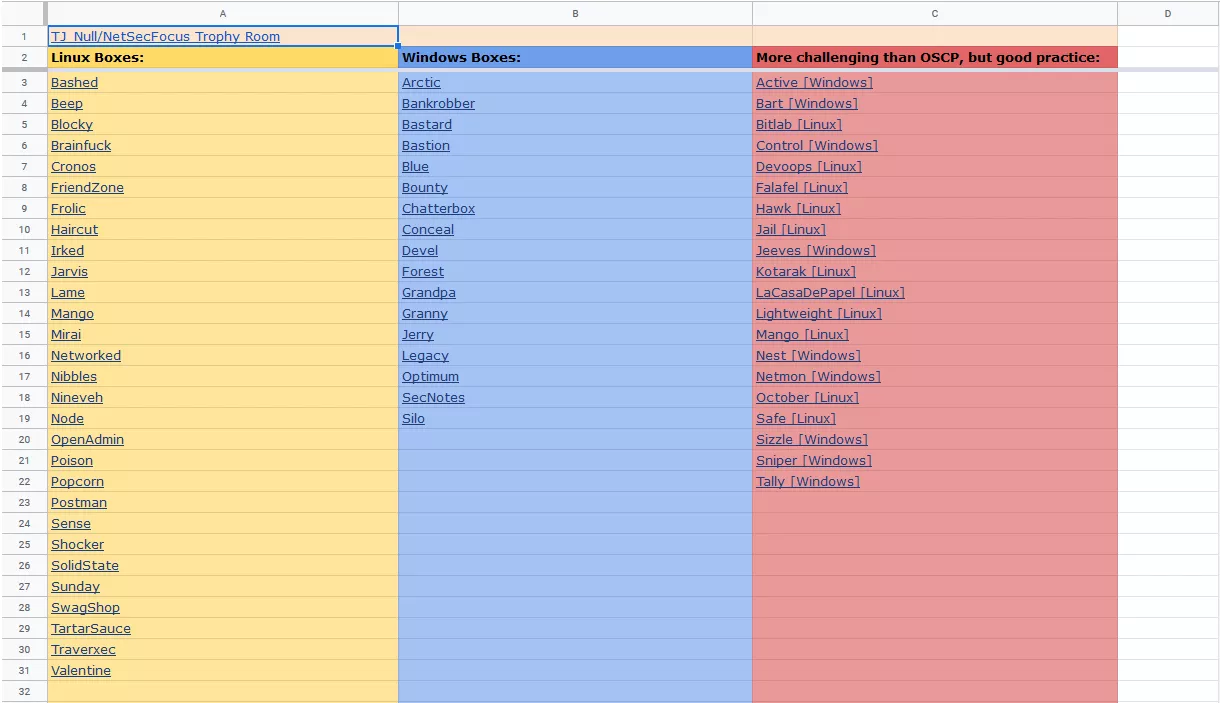 A B C D
1 TJ_Null/NetSecFocus Trophy Room
2 Linux Boxes: Windows Boxes: More challenging than OSCP, but good practice:
3 Bashed Arctic Active [Windows]
4 Beep Bankrobber Bart [Windows]
5 Blocky Bastard Bitlab [Linux]
6 Brainfuck Bastion Control [Windows]
7 Cronos Blue Devoops [Linux]
8 FriendZone Bounty Falafel [Linux]
9 Frolic Chatterbox Hawk [Linux]
10 Haircut Conceal Jail [Linux]
11 Irked Devel Jeeves [Windows]
12 Jarvis Forest Kotarak [Linux]
13 Lame Grandpa LaCasaDePapel [Linux]
14 Mango Granny Lightweight [Linux]
15 Mirai Jerry Mango [Linux]
16 Networked Legacy Nest [Windows]
17 Nibbles Optimum Netmon [Windows]
18 Nineveh SecNotes October [Linux]
19 Node Silo Safe [Linux]
20 OpenAdmin Sizzle [Windows]
21 Poison Sniper [Windows]
22 Popcorn Tally [Windows]
23 Postman
24 Sense
25 Shocker
26 SolidState
27 Sunday
28 SwagShop
29 TartarSauce
30 Traverxec
31 Valentine
32